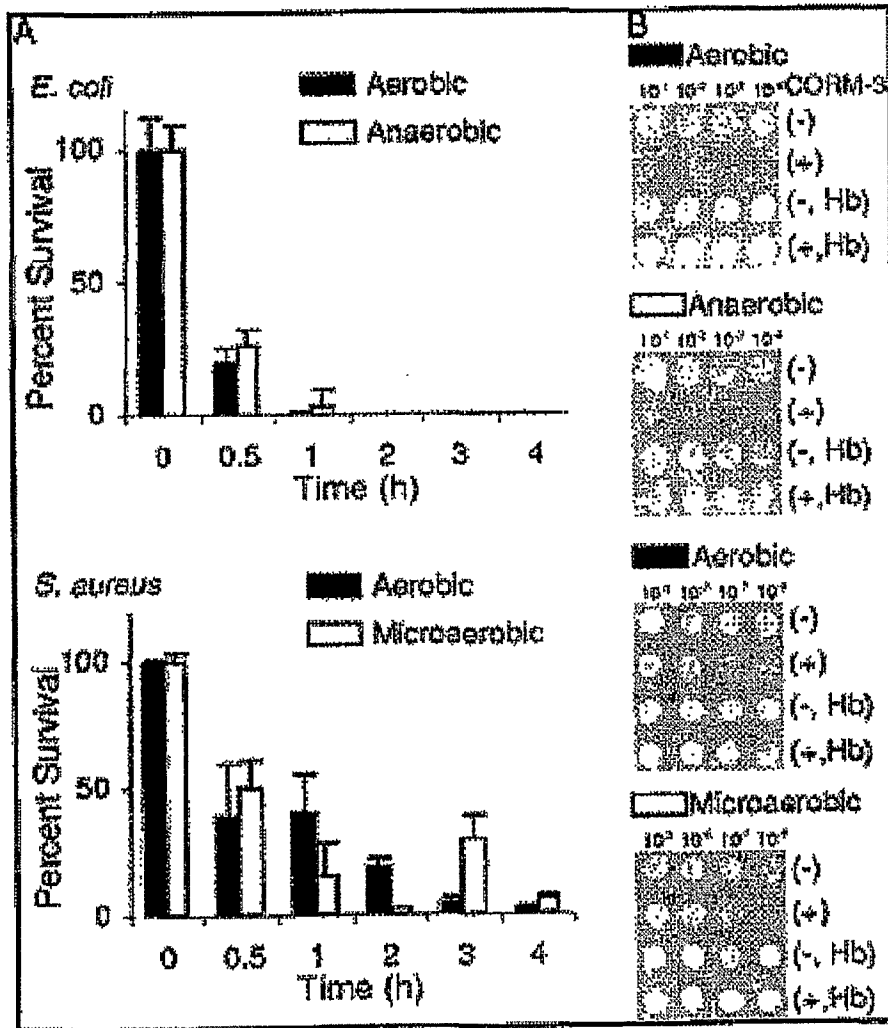 A
E. coli
Aerobic
Anaerobic
Percent Survival
100
50
0
0 0.5 1 2 3 4
Time (h)
S. aureus
Aerobic
Microaerobic
Percent Survival
100
50
0
0 0.5 1 2 3 4
Time (h)
B
Aerobic
CORM-3
(-)
(+)
(-, Hb)
(+,Hb)
Anaerobic
(-)
(+)
(-, Hb)
(+,Hb)
Aerobic
(-)
(+)
(-, Hb)
(+,Hb)
Microaerobic
(-)
(+)
(-, Hb)
(+,Hb)